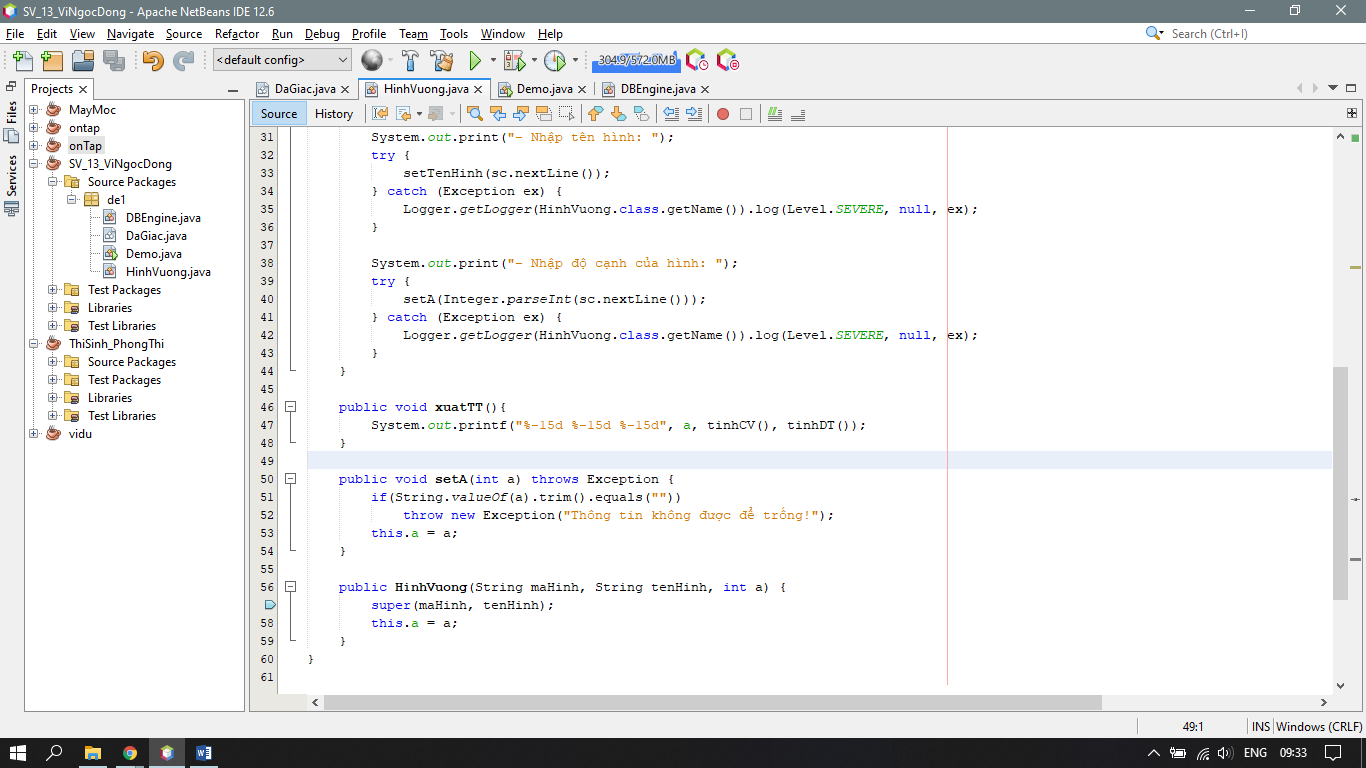 SV_13_ViNgocDong - Apache NetBeans IDE 12.6
File Edit View Navigate Source Refactor Run Debug Profile Team Tools Window Help
Search (Ctrl+I)
<default config>
304.9/572.0MB
Projects
DaGiac.java HinhVuong.java Demo.java DBEngine.java
Source History
Files
Services
MayMoc
ontap
onTap
SV_13_ViNgocDong
Source Packages
de1
DBEngine.java
DaGiac.java
Demo.java
HinhVuong.java
Test Packages
Libraries
Test Libraries
ThiSinh_PhongThi
Source Packages
Test Packages
Libraries
Test Libraries
vidu
31 System.out.print("- Nhập tên hình: ");
32 try {
33 setTenHinh(sc.nextLine());
34 } catch (Exception ex) {
35 Logger.getLogger(HinhVuong.class.getName()).log(Level.SEVERE, null, ex);
36 }
37
38 System.out.print("- Nhập độ cạnh của hình: ");
39 try {
40 setA(Integer.parseInt(sc.nextLine()));
41 } catch (Exception ex) {
42 Logger.getLogger(HinhVuong.class.getName()).log(Level.SEVERE, null, ex);
43 }
44 }
45
46 public void xuatTT(){
47 System.out.printf("%-15d %-15d %-15d", a, tinhCV(), tinhDT());
48 }
49
50 public void setA(int a) throws Exception {
51 if(String.valueOf(a).trim().equals(""))
52 throw new Exception("Thông tin không được để trống!");
53 this.a = a;
54 }
55
56 public HinhVuong(String maHinh, String tenHinh, int a) {
super(maHinh, tenHinh);
58 this.a = a;
59 }
60 }
61
49:1 INS Windows (CRLF)
ENG 09:33